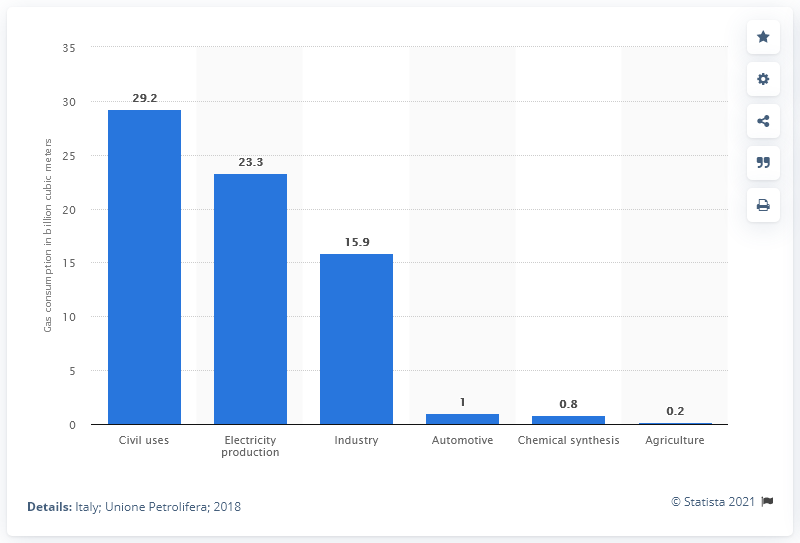 35
30
25
20
15
10
5
0
Gas consumption in billion cubic meters
29.2
23.3
15.9
1
0.8
0.2
Civil uses
Electricity
production
Industry
Automotive
Chemical synthesis
Agriculture
Details: Italy; Unione Petrolifera; 2018
© Statista 2021